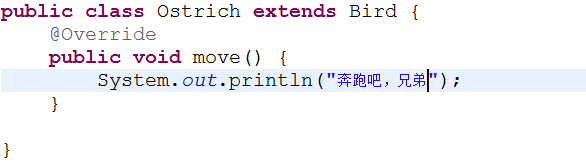 public class Ostrich extends Bird {
    @Override
    public void move() {
        System.out.println("奔跑吧，兄弟");
    }
}